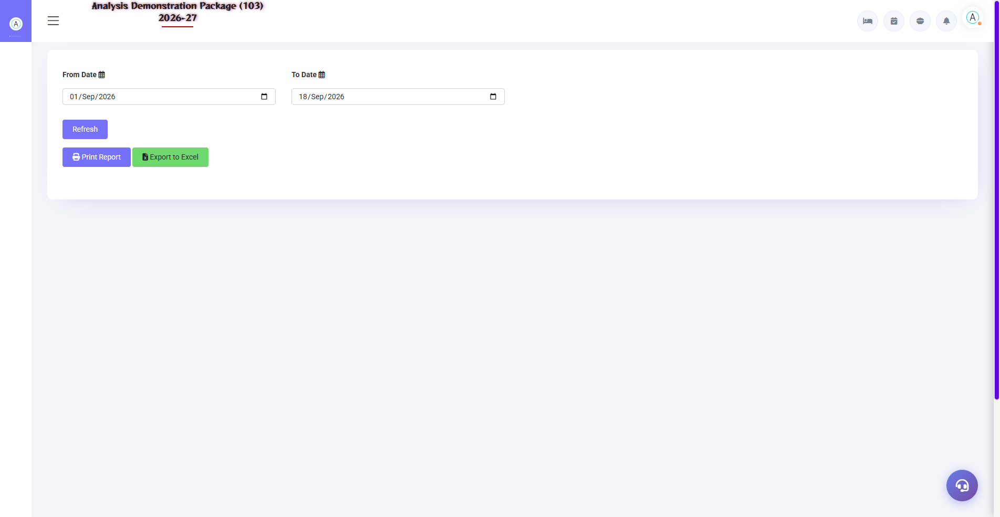 Analysis Demonstration Package (103)
2026-27
From Date
To Date
01/Sep/2026
18/Sep/2026
Refresh
Print Report
Export to Excel